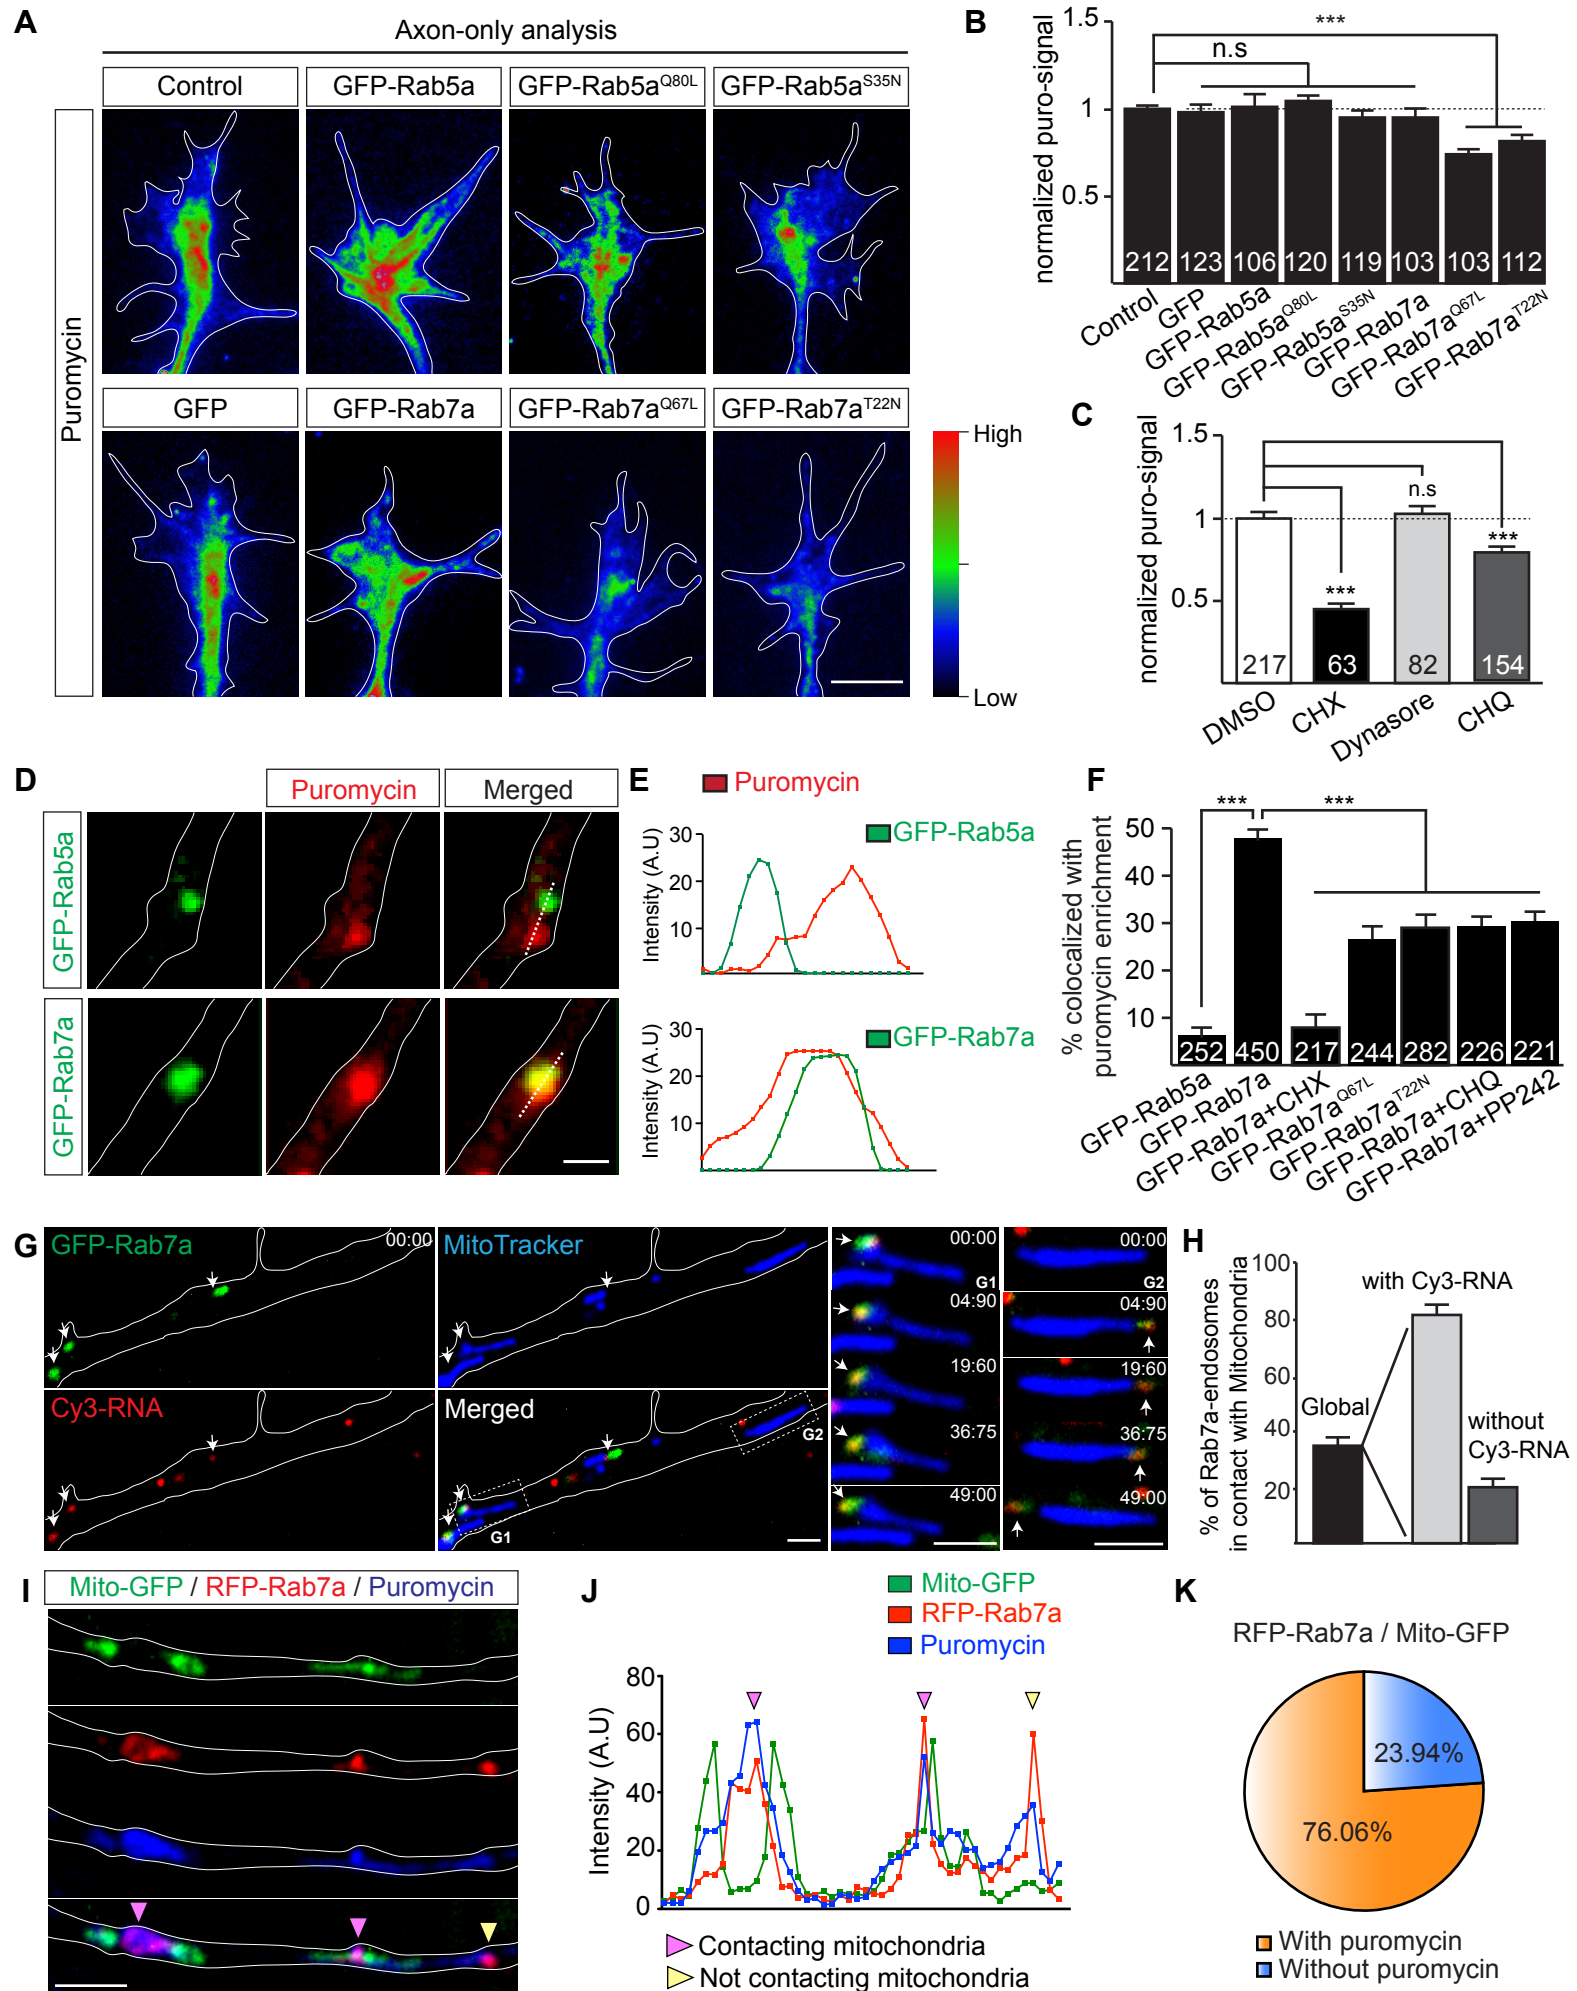 A
Axon-only analysis
Control
GFP-Rab5a
GFP-Rab5aQ80L
GFP-Rab5aS35N
Puromycin
GFP
GFP-Rab7a
GFP-Rab7aQ67L
GFP-Rab7aT22N
High
Low
B
normalized puro-signal
1.5
1
0.5
***
n.s
212 123 106 120 119 103 103 112
Control
GFP
GFP-Rab5a
GFP-Rab5aQ80L
GFP-Rab5aS35N
GFP-Rab7a
GFP-Rab7aQ67L
GFP-Rab7aT22N
C
normalized puro-signal
1.5
1
0.5
n.s
***
***
217 63 82 154
DMSO
CHX
Dynasore
CHQ
D
Puromycin
Merged
GFP-Rab5a
GFP-Rab7a
E
Puromycin
GFP-Rab5a
Intensity (A.U)
30
20
10
GFP-Rab7a
Intensity (A.U)
30
20
10
F
% colocalized with
puromycin enrichment
50
40
30
20
10
*** ***
252 450 217 244 282 226 221
GFP-Rab5a
GFP-Rab7a
GFP-Rab7a+CHX
GFP-Rab7aQ67L
GFP-Rab7aT22N
GFP-Rab7a+CHQ
GFP-Rab7a+PP242
G
GFP-Rab7a
00:00
MitoTracker
Cy3-RNA
Merged
G1
G2
00:00
G1
04:90
19:60
36:75
49:00
00:00
G2
04:90
19:60
36:75
49:00
H
% of Rab7a-endosomes
in contact with Mitochondria
100
80
60
40
20
with Cy3-RNA
Global
without
Cy3-RNA
I
Mito-GFP / RFP-Rab7a / Puromycin
J
Mito-GFP
RFP-Rab7a
Puromycin
Intensity (A.U)
80
60
40
20
0
Contacting mitochondria
Not contacting mitochondria
K
RFP-Rab7a / Mito-GFP
23.94%
76.06%
With puromycin
Without puromycin